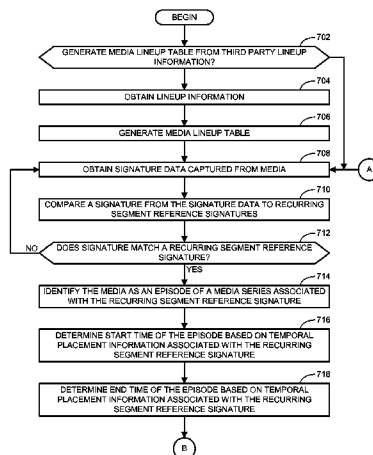 BEGIN
702
GENERATE MEDIA LINEUP TABLE FROM THIRD PARTY LINEUP
INFORMATION?
704
OBTAIN LINEUP INFORMATION
706
GENERATE MEDIA LINEUP TABLE
708
OBTAIN SIGNATURE DATA CAPTURED FROM MEDIA
A
710
COMPARE A SIGNATURE FROM THE SIGNATURE DATA TO RECURRING
SEGMENT REFERENCE SIGNATURES
712
NO
DOES SIGNATURE MATCH A RECURRING SEGMENT REFERENCE
SIGNATURE?
YES
714
IDENTIFY THE MEDIA AS AN EPISODE OF A MEDIA SERIES ASSOCIATED
WITH THE RECURRING SEGMENT REFERENCE SIGNATURE
716
DETERMINE START TIME OF THE EPISODE BASED ON TEMPORAL
PLACEMENT INFORMATION ASSOCIATED WITH THE RECURRING
SEGMENT REFERENCE SIGNATURE
718
DETERMINE END TIME OF THE EPISODE BASED ON TEMPORAL
PLACEMENT INFORMATION ASSOCIATED WITH THE RECURRING
SEGMENT REFERENCE SIGNATURE
B